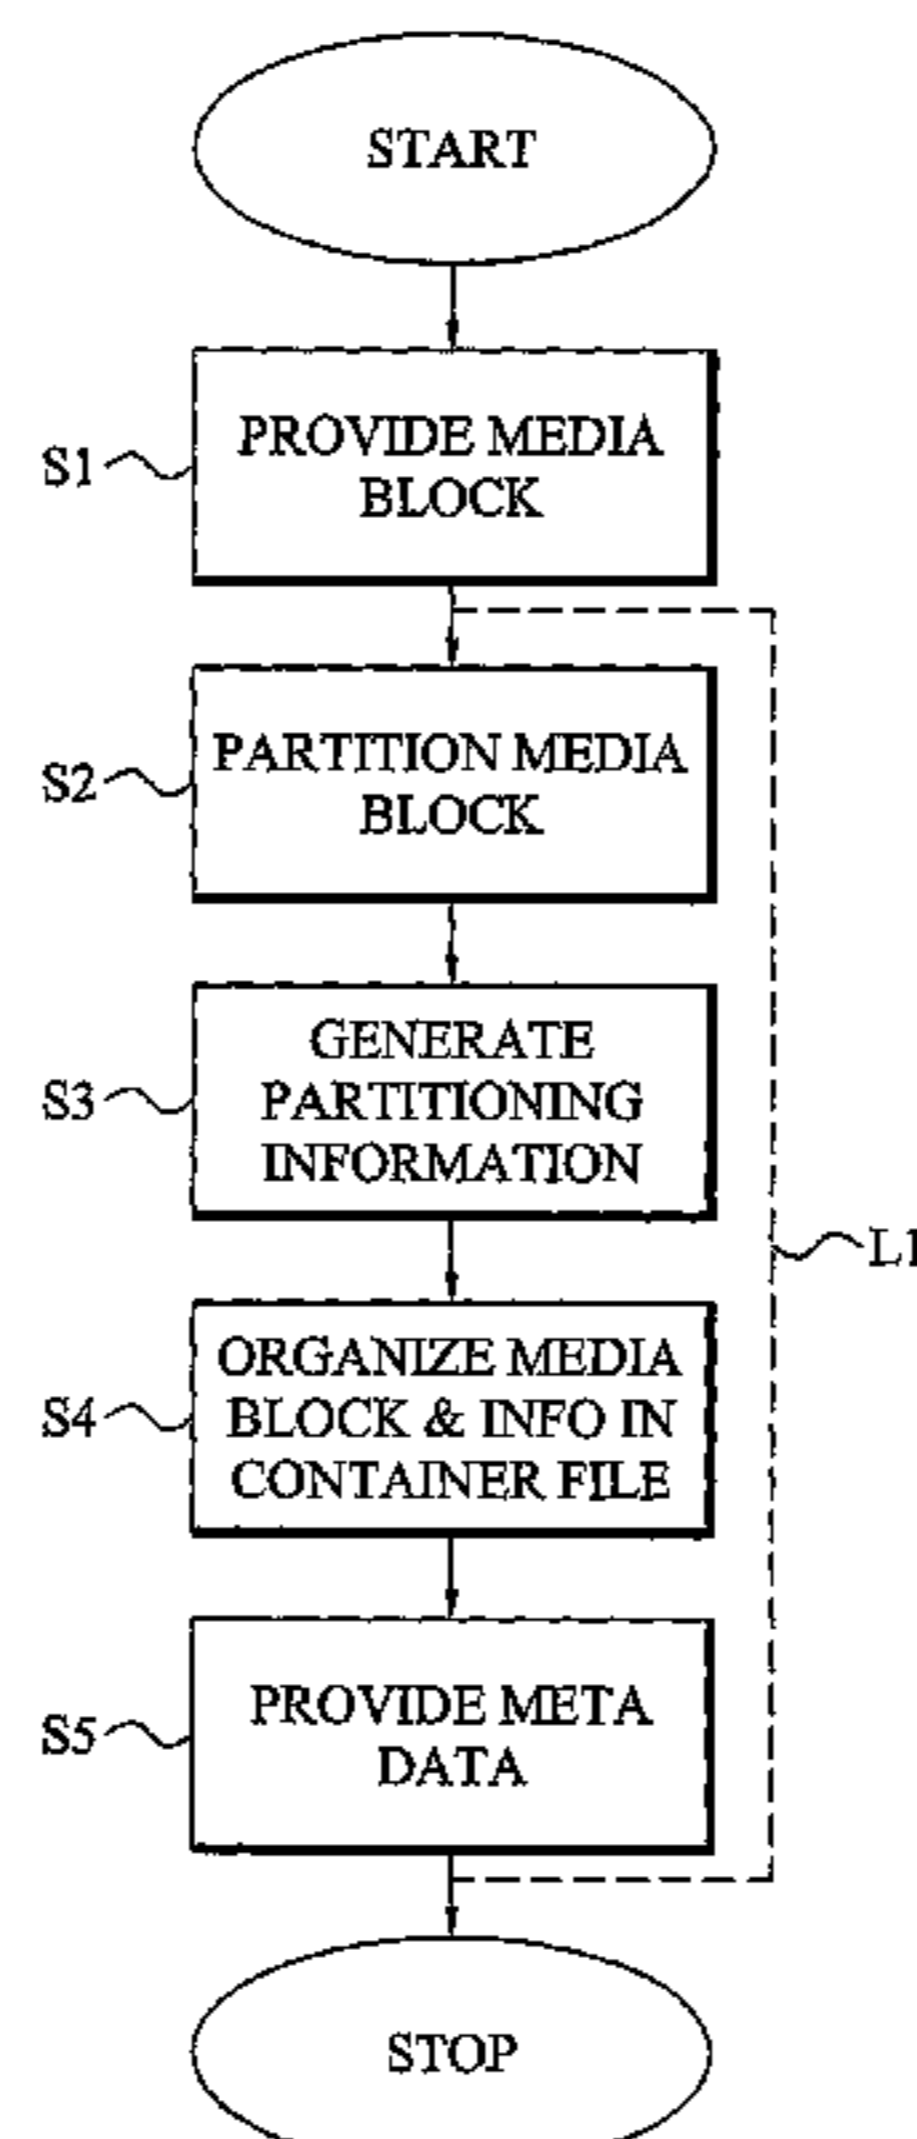 START
S1
PROVIDE MEDIA
BLOCK
S2
PARTITION MEDIA
BLOCK
S3
GENERATE
PARTITIONING
INFORMATION
L1
S4
ORGANIZE MEDIA
BLOCK & INFO IN
CONTAINER FILE
S5
PROVIDE META
DATA
STOP